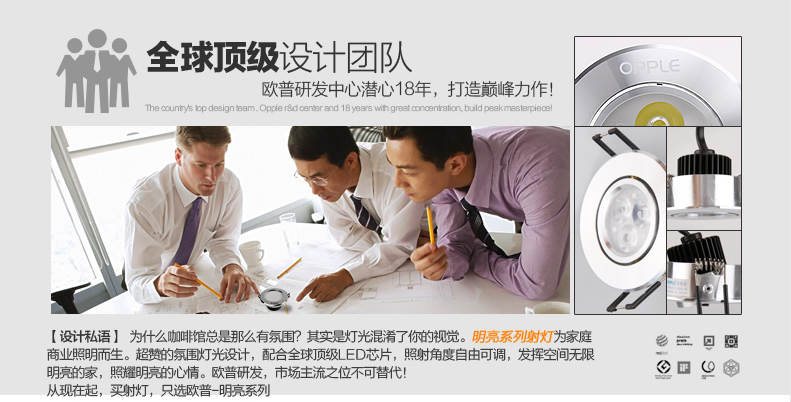 全球顶级设计团队
欧普研发中心潜心18年，打造巅峰力作！
The country's top design team . Opple r&d center and 18 years with great concentration, build peak masterpiece!
OPPLE
【设计私语】 为什么咖啡馆总是那么有氛围？其实是灯光混淆了你的视觉。明亮系列射灯为家庭
商业照明而生。超赞的氛围灯光设计，配合全球顶级LED芯片，照射角度自由可调，发挥空间无限
明亮的家，照耀明亮的心情。欧普研发，市场主流之位不可替代！
从现在起，买射灯，只选欧普-明亮系列